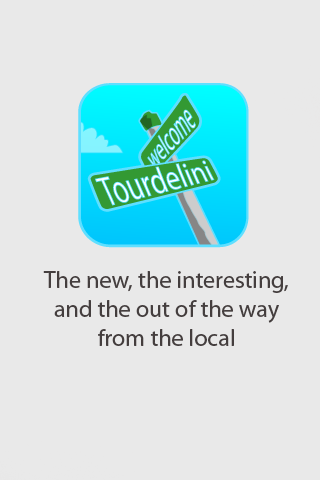 welcome
Tourdelini
The new, the interesting,
and the out of the way
from the local